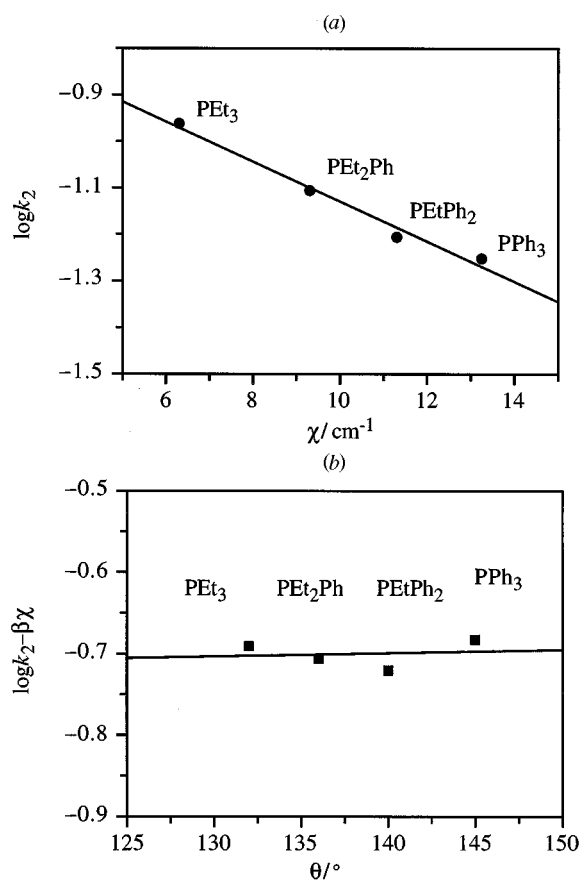 (a)
−0.9
−1.1
−1.3
−1.5
logk₂
PEt₃
PEt₂Ph
PEtPh₂
PPh₃
6 8 10 12 14
χ/ cm⁻¹
(b)
−0.5
−0.6
−0.7
−0.8
−0.9
logk₂−βχ
PEt₃ PEt₂Ph PEtPh₂ PPh₃
125 130 135 140 145 150
θ/°